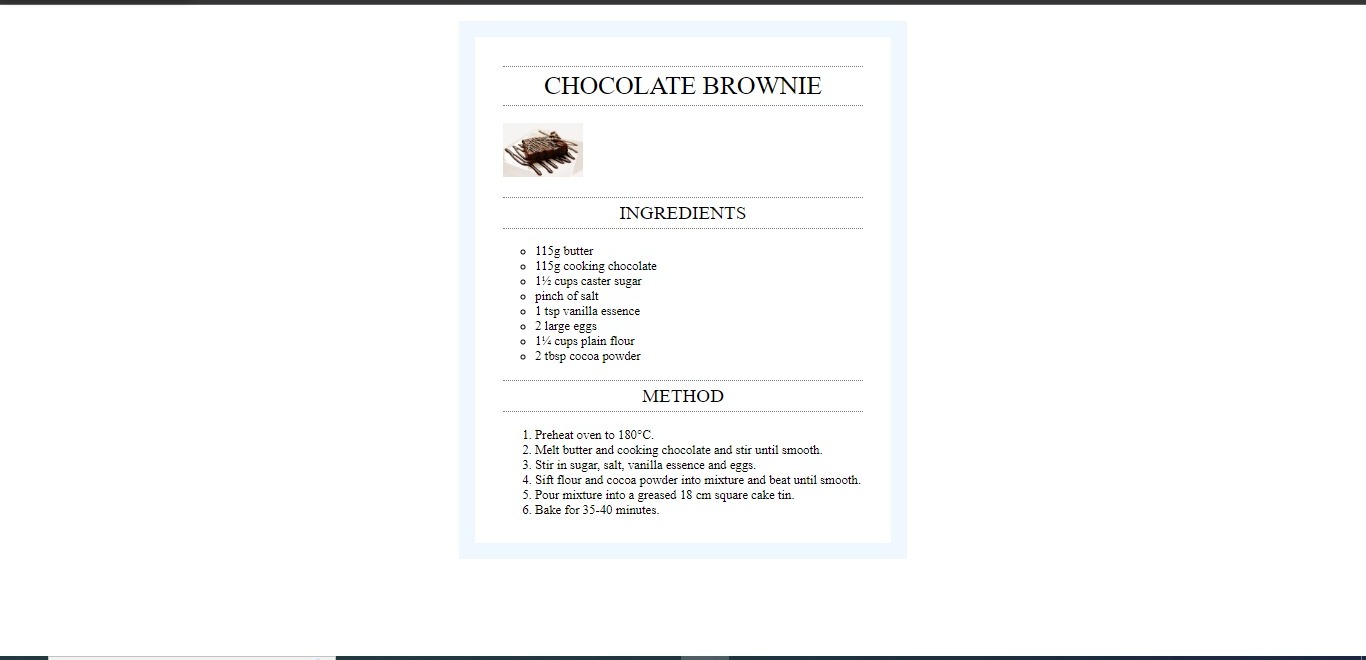 CHOCOLATE BROWNIE
INGREDIENTS
115g butter
115g cooking chocolate
1½ cups caster sugar
pinch of salt
1 tsp vanilla essence
2 large eggs
1¼ cups plain flour
2 tbsp cocoa powder
METHOD
1. Preheat oven to 180°C.
2. Melt butter and cooking chocolate and stir until smooth.
3. Stir in sugar, salt, vanilla essence and eggs.
4. Sift flour and cocoa powder into mixture and beat until smooth.
5. Pour mixture into a greased 18 cm square cake tin.
6. Bake for 35-40 minutes.